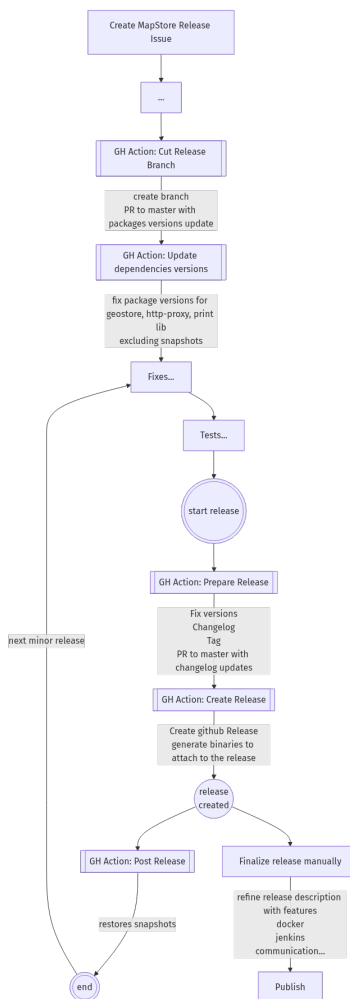 Create MapStore Release
Issue
...
GH Action: Cut Release
Branch
create branch
PR to master with
packages versions update
GH Action: Update
dependencies versions
fix package versions for
geostore, http-proxy, print
lib
excluding snapshots
Fixes...
Tests...
start release
GH Action: Prepare Release
Fix versions
Changelog
Tag
PR to master with
changelog updates
next minor release
GH Action: Create Release
Create github Release
generate binaries to
attach to the release
release
created
GH Action: Post Release
Finalize release manually
restores snapshots
refine release description
with features
docker
jenkins
communication...
end
Publish